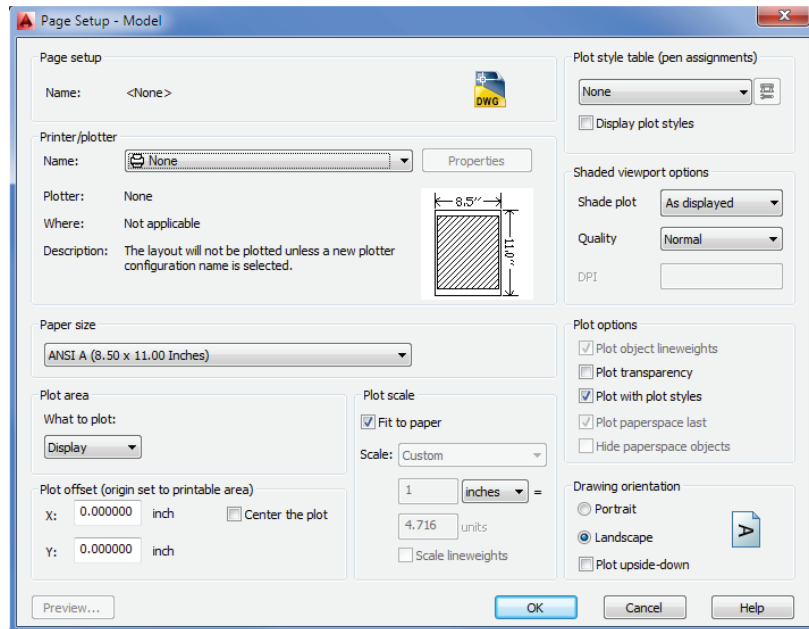 Page Setup - Model
Page setup
Name: <None>
DWG
Printer/plotter
Name: None
Properties
Plotter: None
Where: Not applicable
Description: The layout will not be plotted unless a new plotter
configuration name is selected.
8.5″
11.0″
Paper size
ANSI A (8.50 x 11.00 Inches)
Plot area
What to plot:
Display
Plot offset (origin set to printable area)
X: 0.000000 inch
Center the plot
Y: 0.000000 inch
Plot scale
Fit to paper
Scale: Custom
1 inches =
4.716 units
Scale lineweights
Plot style table (pen assignments)
None
Display plot styles
Shaded viewport options
Shade plot As displayed
Quality Normal
DPI
Plot options
Plot object lineweights
Plot transparency
Plot with plot styles
Plot paperspace last
Hide paperspace objects
Drawing orientation
Portrait
Landscape
Plot upside-down
A
Preview...
OK
Cancel
Help